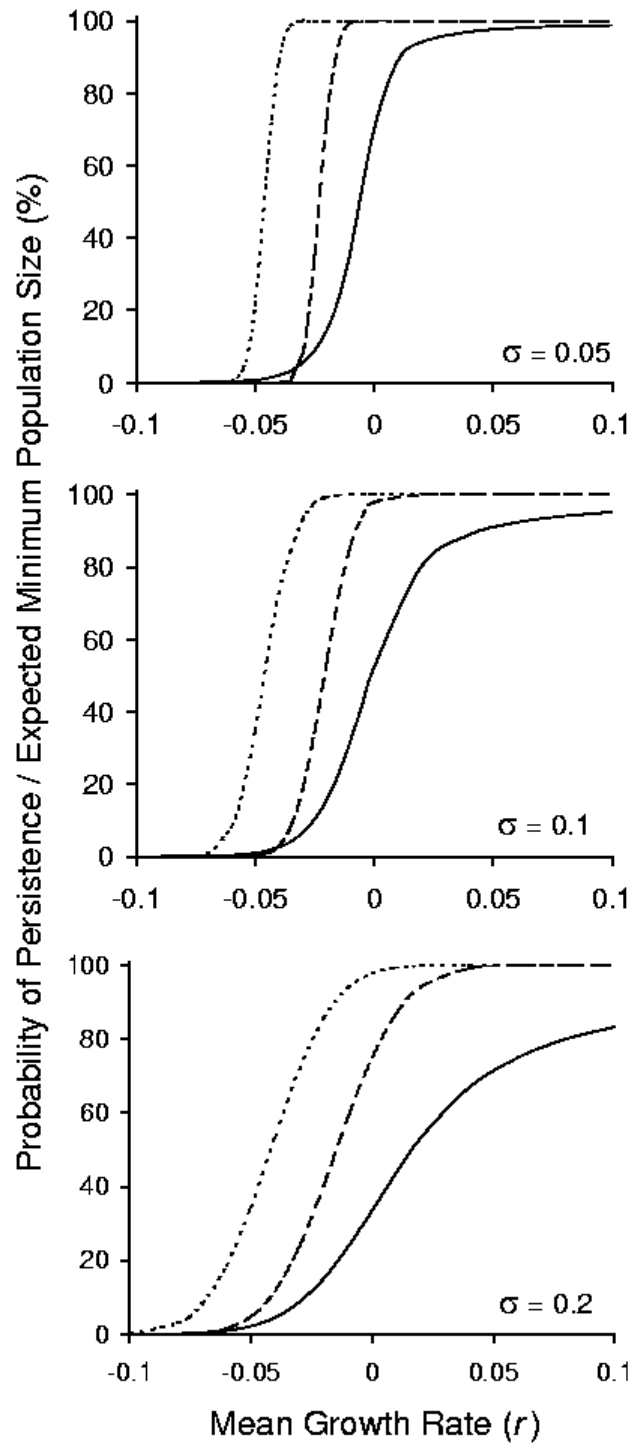 Probability of Persistence / Expected Minimum Population Size (%)
100
80
60
40
20
0
σ = 0.05
-0.1 -0.05 0 0.05 0.1
100
80
60
40
20
0
σ = 0.1
-0.1 -0.05 0 0.05 0.1
100
80
60
40
20
0
σ = 0.2
-0.1 -0.05 0 0.05 0.1
Mean Growth Rate (r)